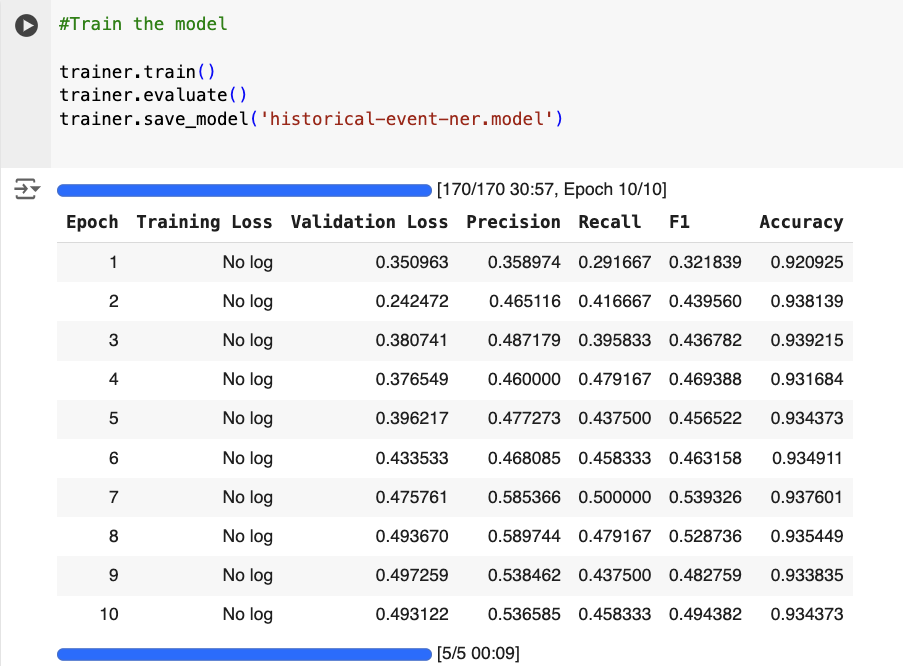 #Train the model
trainer.train()
trainer.evaluate()
trainer.save_model('historical-event-ner.model')
[170/170 30:57, Epoch 10/10]
Epoch Training Loss Validation Loss Precision Recall F1 Accuracy
1 No log 0.350963 0.358974 0.291667 0.321839 0.920925
2 No log 0.242472 0.465116 0.416667 0.439560 0.938139
3 No log 0.380741 0.487179 0.395833 0.436782 0.939215
4 No log 0.376549 0.460000 0.479167 0.469388 0.931684
5 No log 0.396217 0.477273 0.437500 0.456522 0.934373
6 No log 0.433533 0.468085 0.458333 0.463158 0.934911
7 No log 0.475761 0.585366 0.500000 0.539326 0.937601
8 No log 0.493670 0.589744 0.479167 0.528736 0.935449
9 No log 0.497259 0.538462 0.437500 0.482759 0.933835
10 No log 0.493122 0.536585 0.458333 0.494382 0.934373
[5/5 00:09]